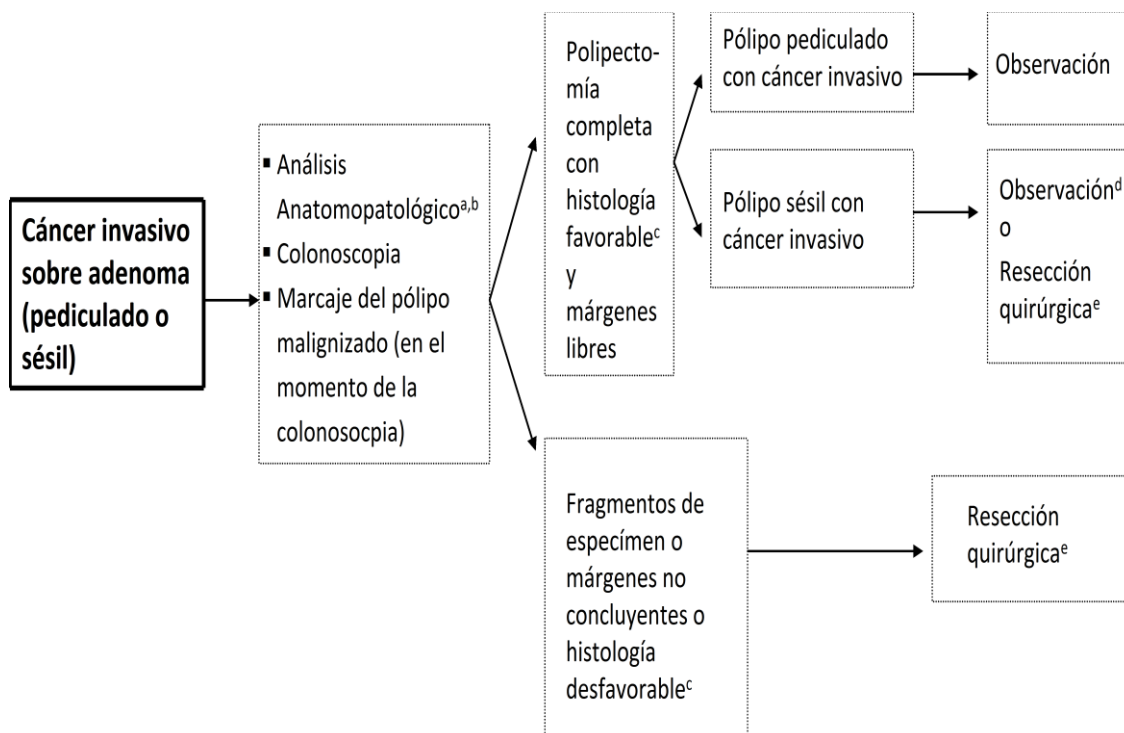 Cáncer invasivo
sobre adenoma
(pediculado o
sésil)
▪ Análisis
Anatomopatológicoᵃ,ᵇ
▪ Colonoscopia
▪ Marcaje del pólipo
malignizado (en el
momento de la
colonosocpia)
Polipecto-
mía
completa
con
histología
favorableᶜ
y
márgenes
libres
Pólipo pediculado
con cáncer invasivo
Observación
Pólipo sésil con
cáncer invasivo
Observaciónᵈ
o
Resección
quirúrgicaᵉ
Fragmentos de
espécímen o
márgenes no
concluyentes o
histología
desfavorableᶜ
Resección
quirúrgicaᵉ